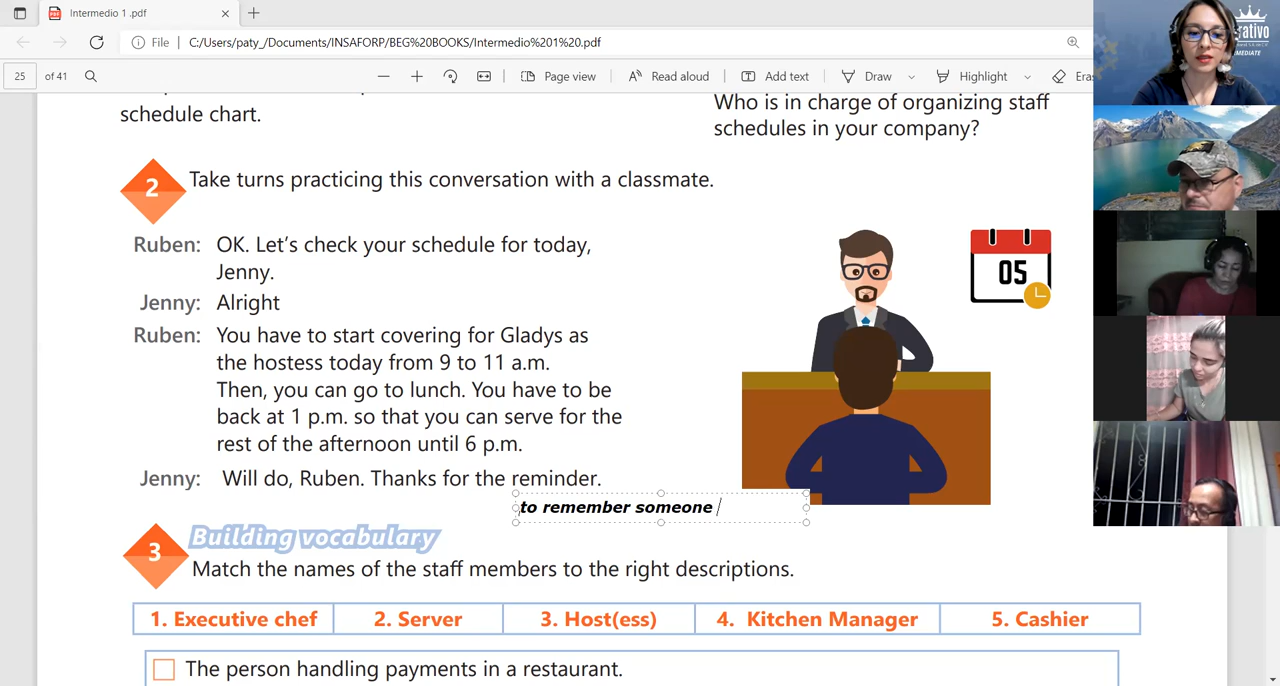 Intermedio 1 .pdf
File | C:/Users/paty_/Documents/INSAFORP/BEG%20BOOKS/Intermedio%201%20.pdf
25 of 41 Page view Read aloud Add text Draw Highlight Eras
rativo
schedule chart.
Who is in charge of organizing staff
schedules in your company?
2 Take turns practicing this conversation with a classmate.
Ruben: OK. Let's check your schedule for today,
Jenny.
Jenny: Alright
Ruben: You have to start covering for Gladys as
the hostess today from 9 to 11 a.m.
Then, you can go to lunch. You have to be
back at 1 p.m. so that you can serve for the
rest of the afternoon until 6 p.m.
Jenny: Will do, Ruben. Thanks for the reminder.
05
to remember someone /
3 Building vocabulary
Match the names of the staff members to the right descriptions.
1. Executive chef 2. Server 3. Host(ess) 4. Kitchen Manager 5. Cashier
The person handling payments in a restaurant.